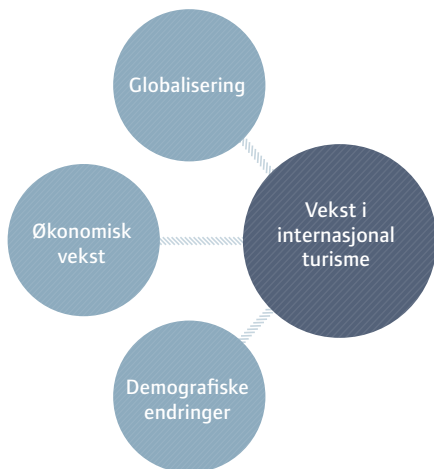 Globalisering
Økonomisk
vekst
Vekst i
internasjonal
turisme
Demografiske
endringer